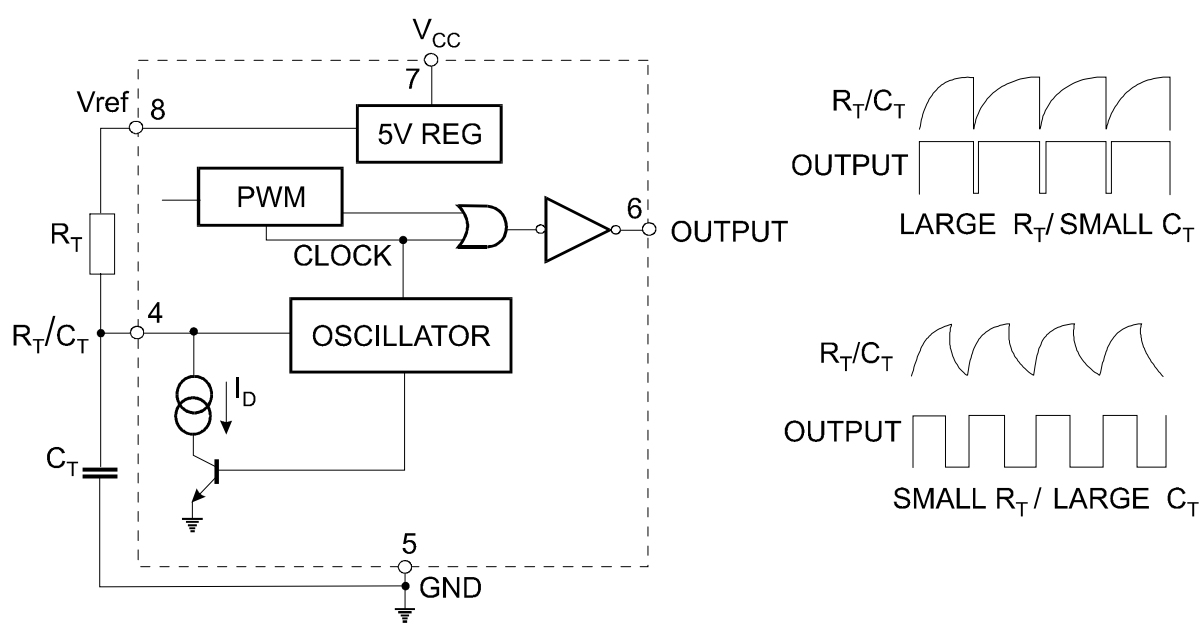 V_CC
7
Vref
8
5V REG
PWM
CLOCK
6
OUTPUT
R_T
R_T/C_T
4
OSCILLATOR
I_D
C_T
5
GND
R_T/C_T
OUTPUT
LARGE R_T/ SMALL C_T
R_T/C_T
OUTPUT
SMALL R_T / LARGE C_T